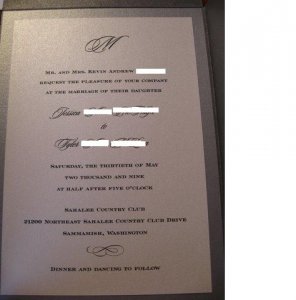 M
Mr. and Mrs. Kevin Andrew
request the pleasure of your company
at the marriage of their daughter
Jessica
to
Tyler
Saturday, the thirtieth of May
two thousand and nine
at half after five o'clock
Sahalee Country Club
21200 Northeast Sahalee Country Club Drive
Sammamish, Washington
Dinner and dancing to follow